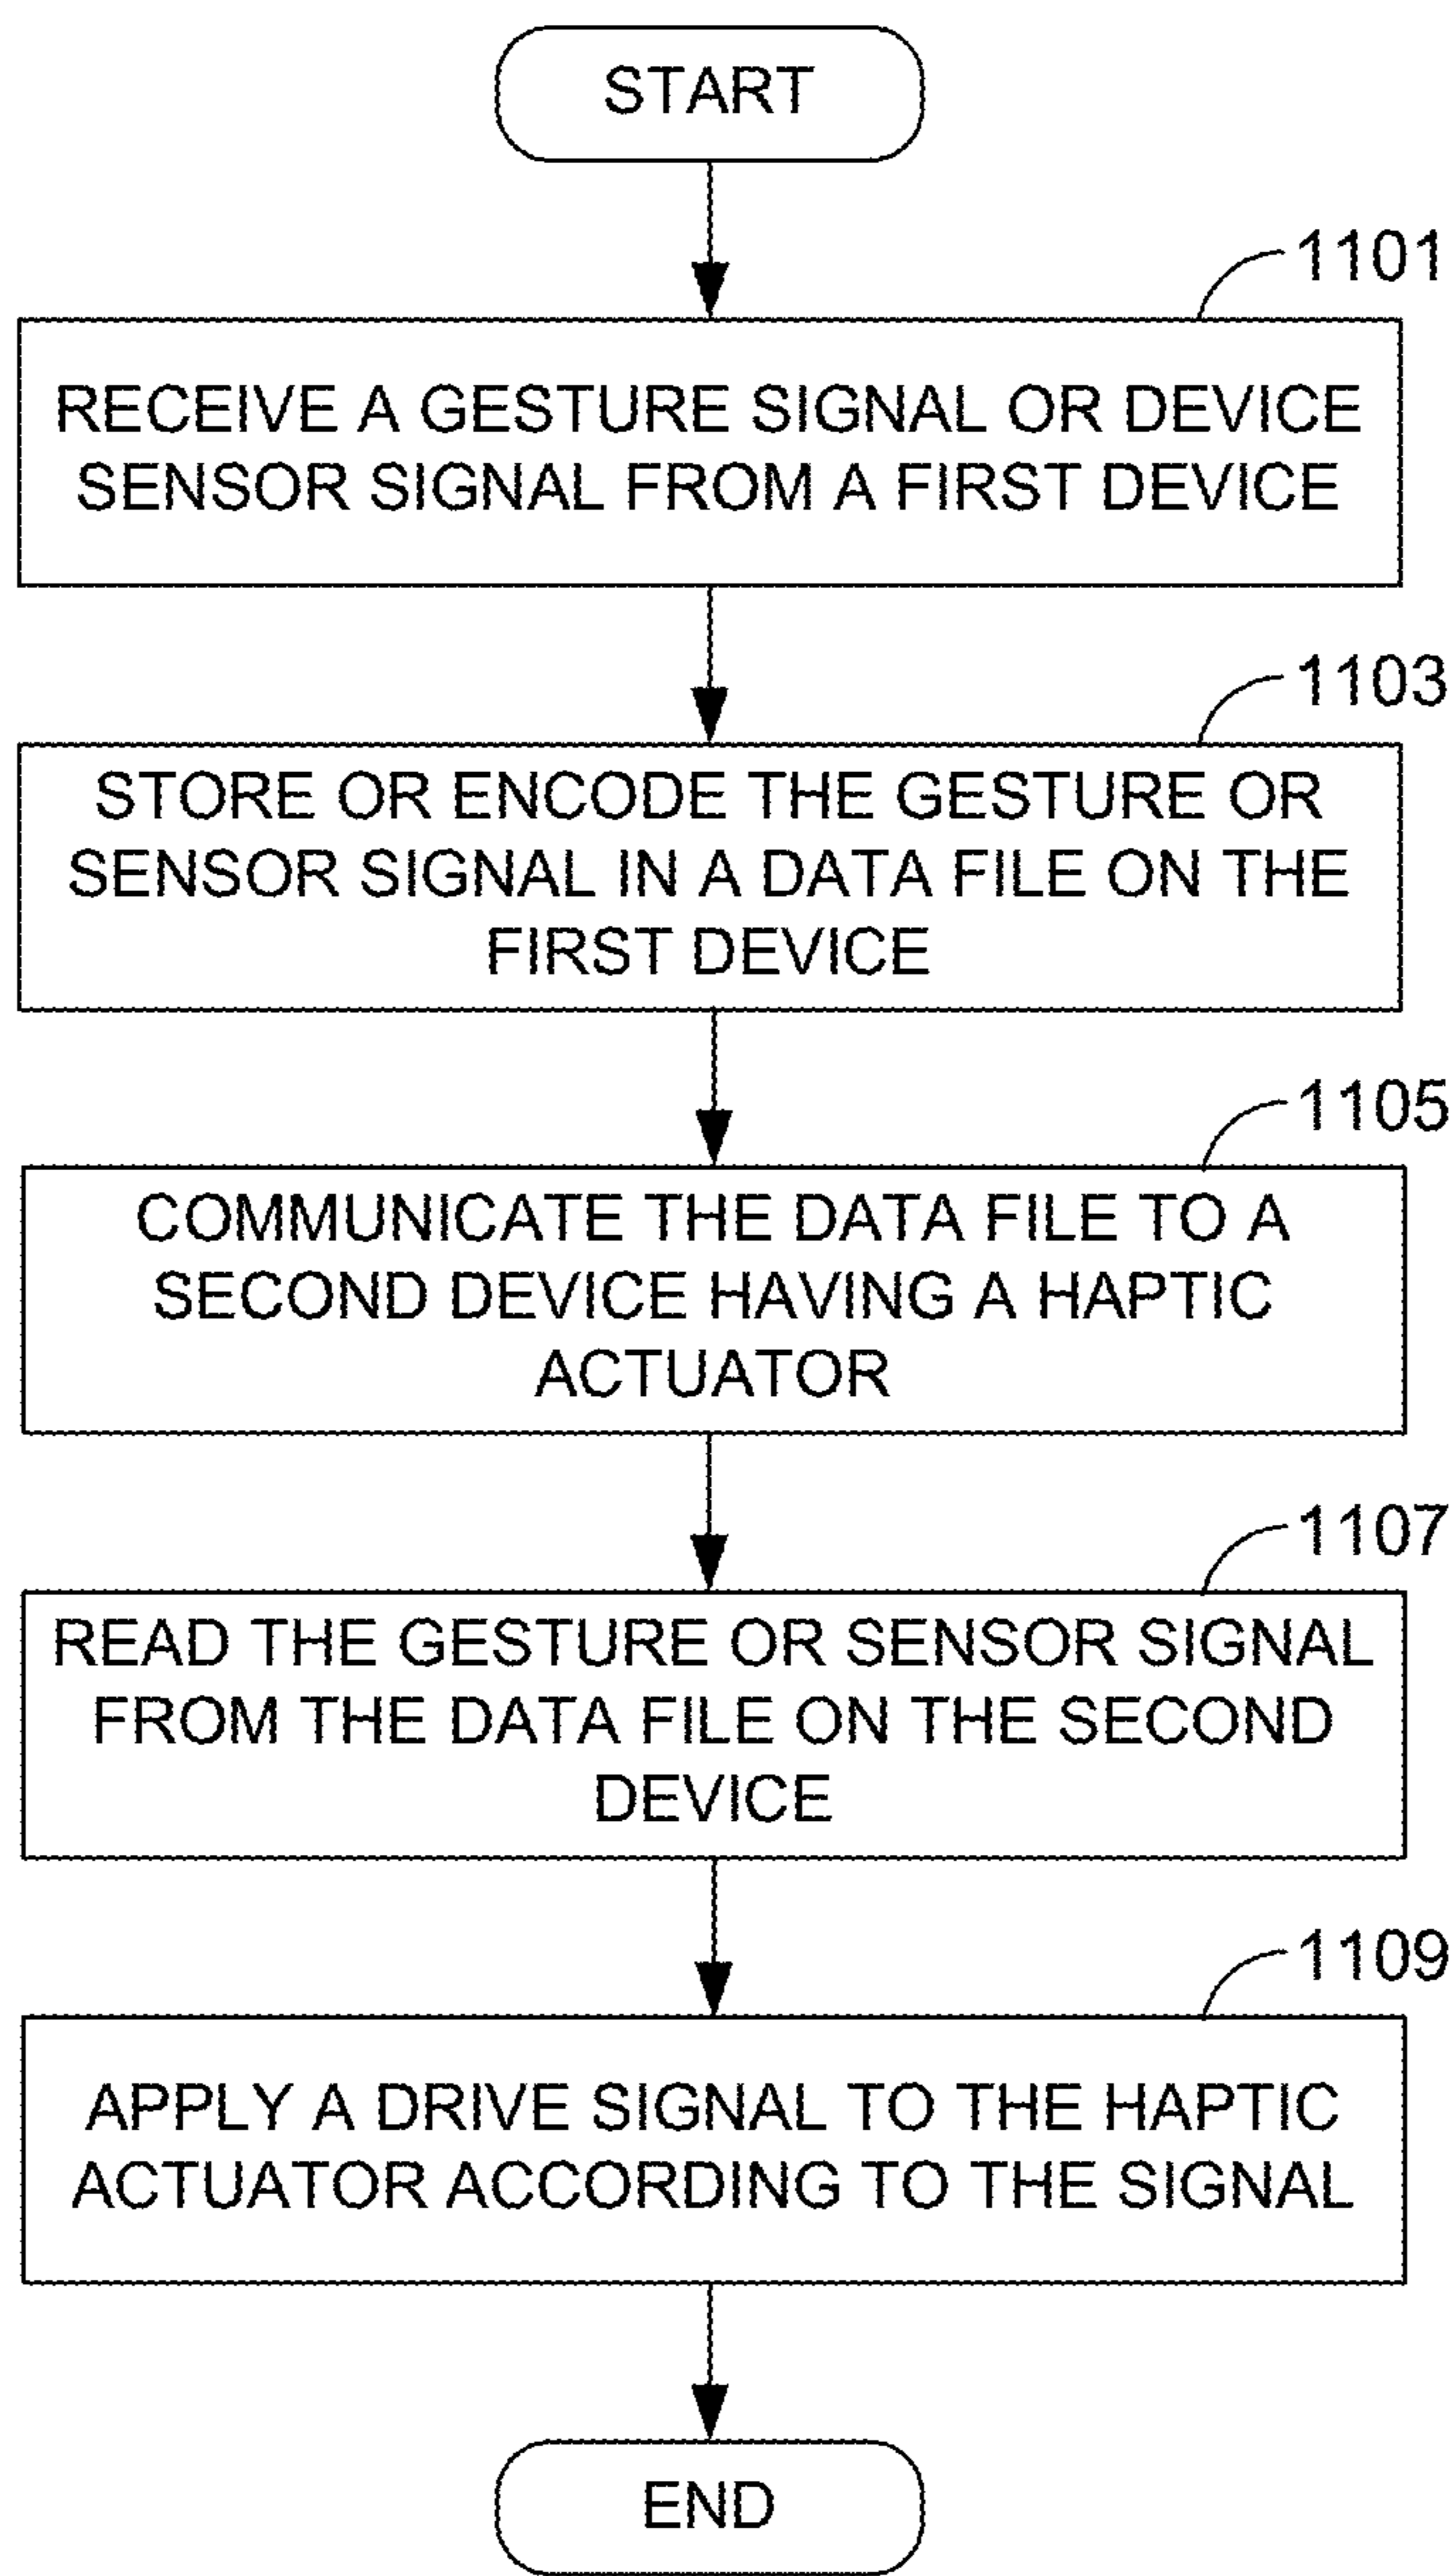 START
1101
RECEIVE A GESTURE SIGNAL OR DEVICE
SENSOR SIGNAL FROM A FIRST DEVICE
1103
STORE OR ENCODE THE GESTURE OR
SENSOR SIGNAL IN A DATA FILE ON THE
FIRST DEVICE
1105
COMMUNICATE THE DATA FILE TO A
SECOND DEVICE HAVING A HAPTIC
ACTUATOR
1107
READ THE GESTURE OR SENSOR SIGNAL
FROM THE DATA FILE ON THE SECOND
DEVICE
1109
APPLY A DRIVE SIGNAL TO THE HAPTIC
ACTUATOR ACCORDING TO THE SIGNAL
END